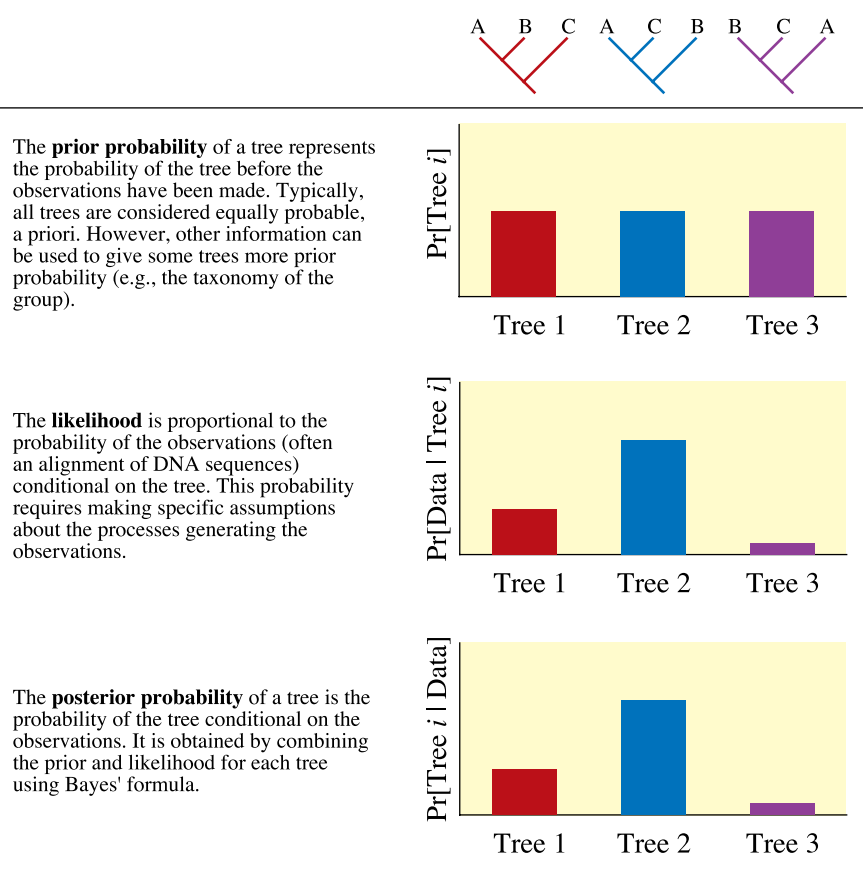 A B C A C B B C A
The prior probability of a tree represents
the probability of the tree before the
observations have been made. Typically,
all trees are considered equally probable,
a priori. However, other information can
be used to give some trees more prior
probability (e.g., the taxonomy of the
group).
Pr[Tree i]
Tree 1 Tree 2 Tree 3
The likelihood is proportional to the
probability of the observations (often
an alignment of DNA sequences)
conditional on the tree. This probability
requires making specific assumptions
about the processes generating the
observations.
Pr[Data | Tree i]
Tree 1 Tree 2 Tree 3
The posterior probability of a tree is the
probability of the tree conditional on the
observations. It is obtained by combining
the prior and likelihood for each tree
using Bayes' formula.
Pr[Tree i | Data]
Tree 1 Tree 2 Tree 3